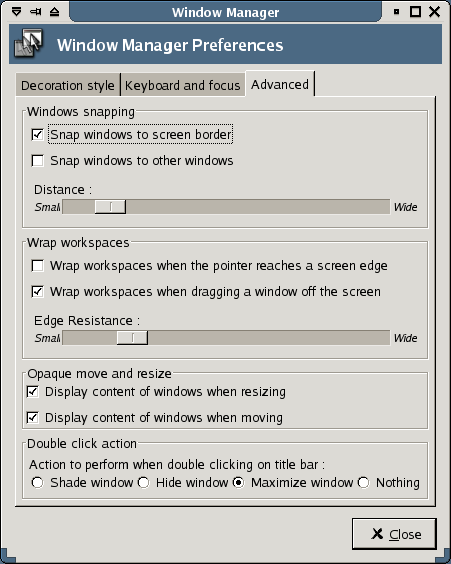 Window Manager
Window Manager Preferences
Decoration style Keyboard and focus Advanced
Windows snapping
Snap windows to screen border
Snap windows to other windows
Distance :
Small Wide
Wrap workspaces
Wrap workspaces when the pointer reaches a screen edge
Wrap workspaces when dragging a window off the screen
Edge Resistance :
Small Wide
Opaque move and resize
Display content of windows when resizing
Display content of windows when moving
Double click action
Action to perform when double clicking on title bar :
Shade window Hide window Maximize window Nothing
Close